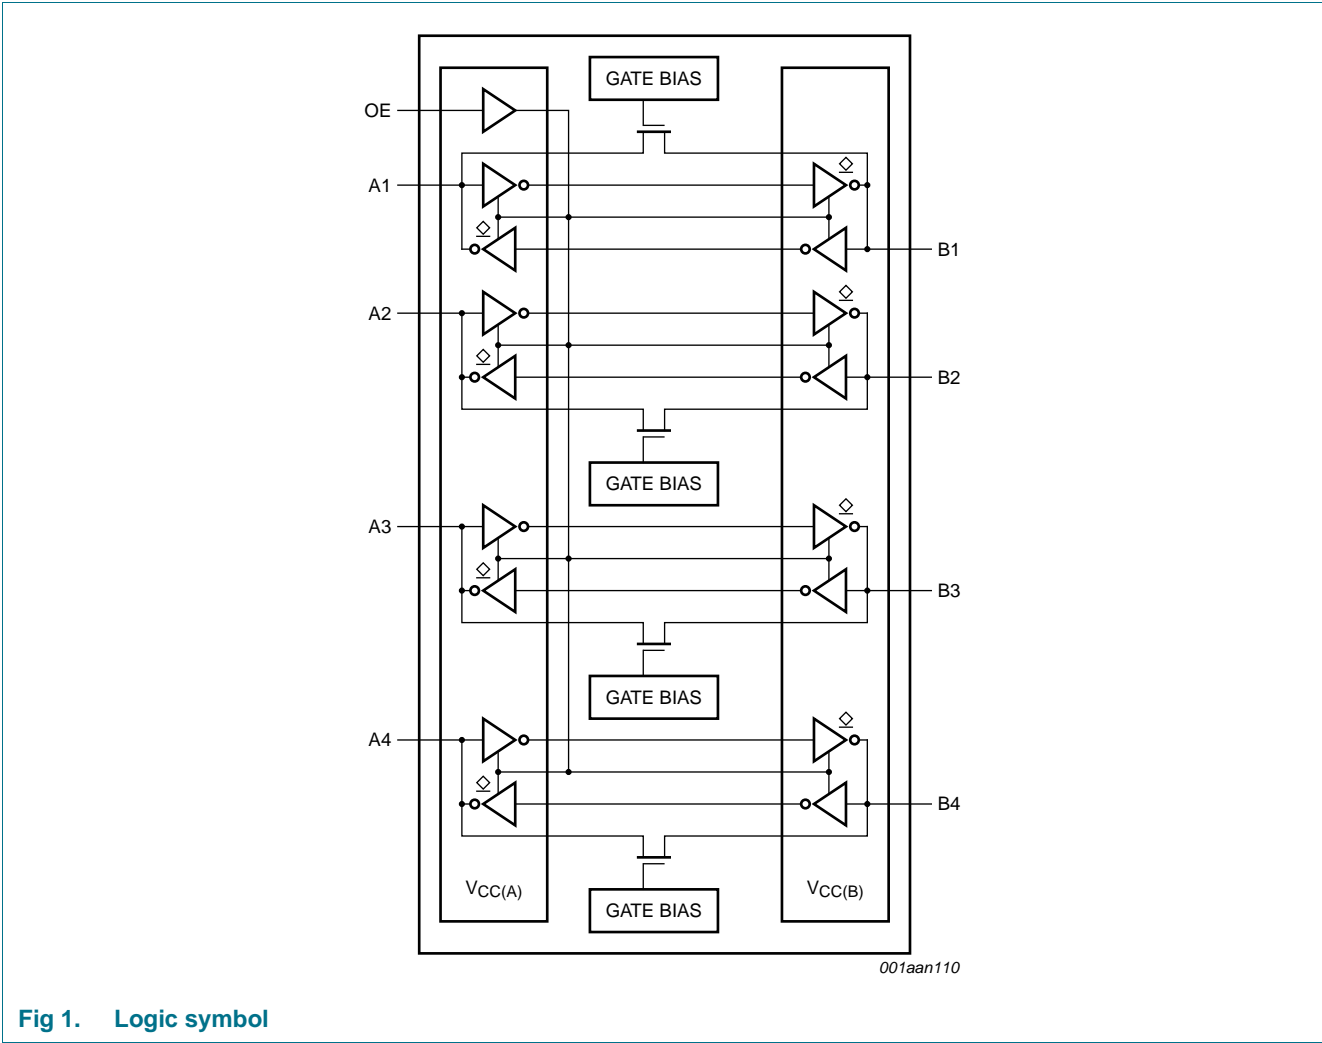 GATE BIAS
OE
A1
B1
A2
B2
GATE BIAS
A3
B3
GATE BIAS
A4
B4
VCC(A)
VCC(B)
GATE BIAS
001aan110
Fig 1. Logic symbol